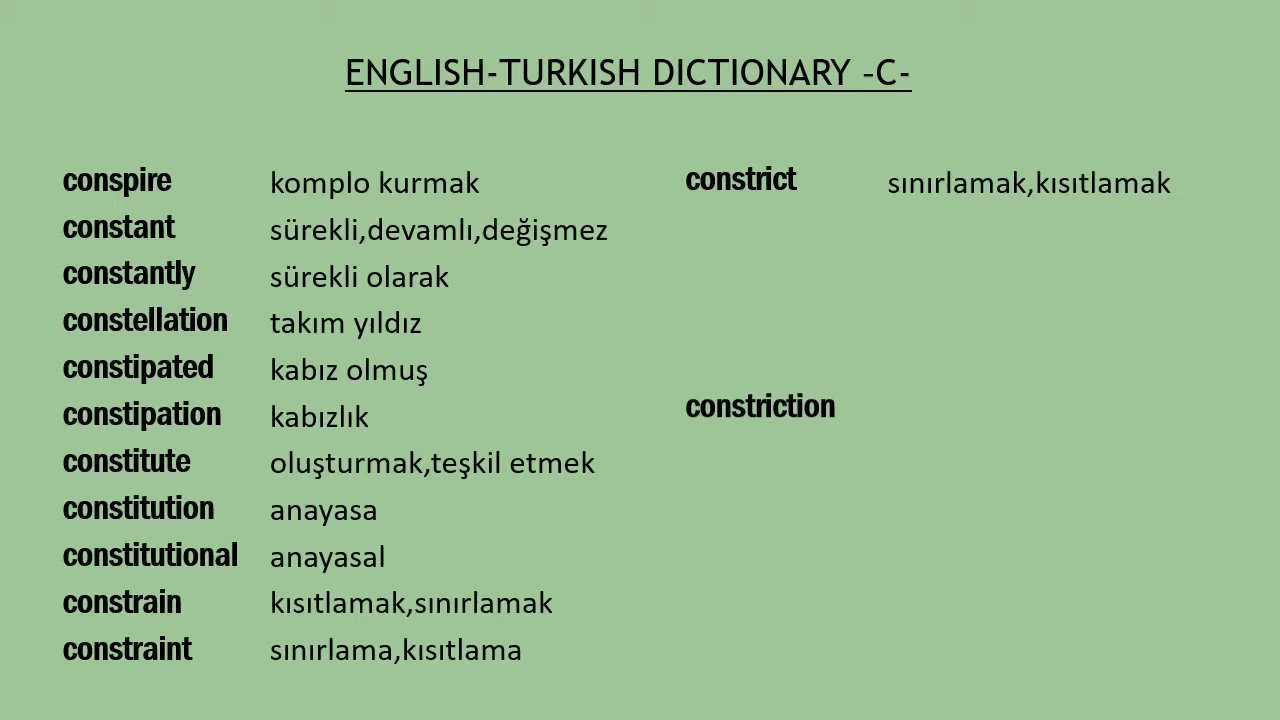 ENGLISH-TURKISH DICTIONARY –C-
conspire komplo kurmak
constant sürekli,devamlı,değişmez
constantly sürekli olarak
constellation takım yıldız
constipated kabız olmuş
constipation kabızlık
constitute oluşturmak,teşkil etmek
constitution anayasa
constitutional anayasal
constrain kısıtlamak,sınırlamak
constraint sınırlama,kısıtlama
constrict sınırlamak,kısıtlamak
constriction